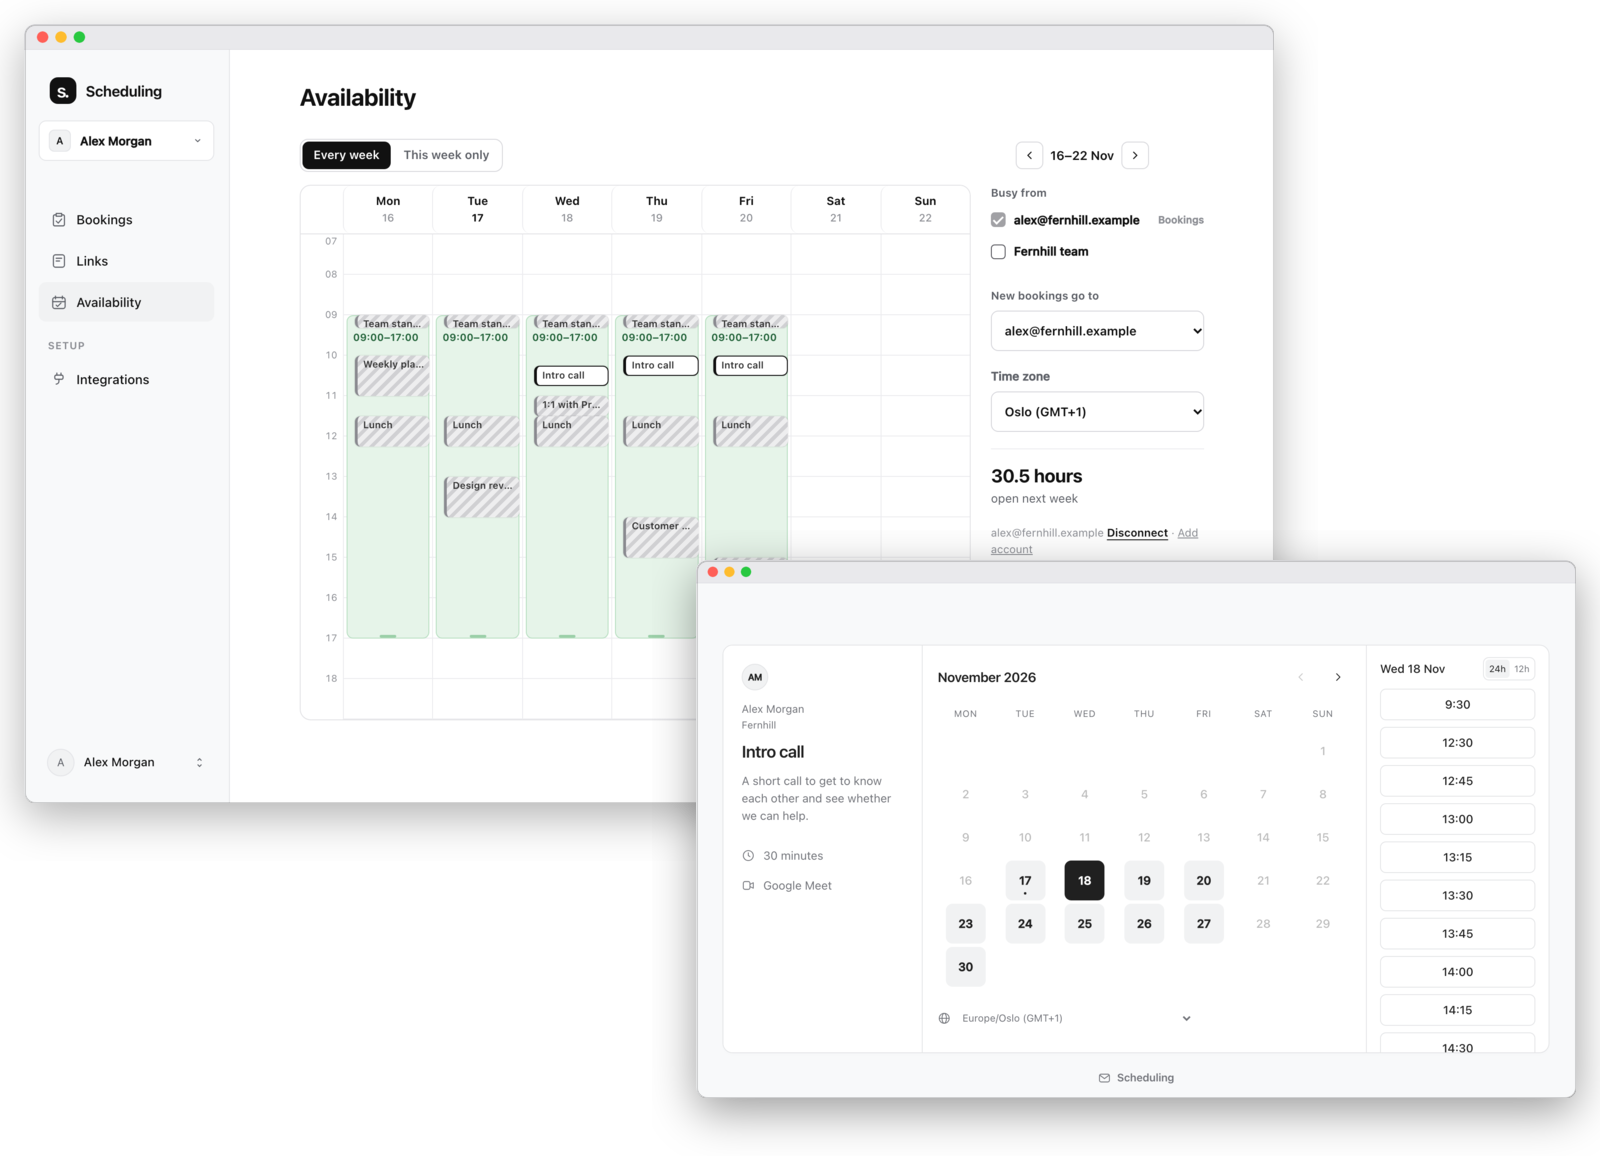 s. Scheduling
A Alex Morgan
Bookings
Links
Availability
SETUP
Integrations
A Alex Morgan
Availability
Every week This week only
16–22 Nov
Mon Tue Wed Thu Fri Sat Sun
16 17 18 19 20 21 22
07
08
09
Team stan... Team stan... Team stan... Team stan... Team stan...
09:00–17:00 09:00–17:00 09:00–17:00 09:00–17:00 09:00–17:00
10
Weekly pla... Intro call Intro call
Intro call
11
1:1 with Pr...
Lunch Lunch Lunch Lunch Lunch
12
13
Design rev...
14
Customer ...
15
16
17
18
Busy from
alex@fernhill.example Bookings
Fernhill team
New bookings go to
alex@fernhill.example
Time zone
Oslo (GMT+1)
30.5 hours
open next week
alex@fernhill.example Disconnect · Add
account
AM
Alex Morgan
Fernhill
Intro call
A short call to get to know
each other and see whether
we can help.
30 minutes
Google Meet
November 2026
MON TUE WED THU FRI SAT SUN
1
2 3 4 5 6 7 8
9 10 11 12 13 14 15
16 17 18 19 20 21 22
23 24 25 26 27 28 29
30
Europe/Oslo (GMT+1)
Wed 18 Nov 24h 12h
9:30
12:30
12:45
13:00
13:15
13:30
13:45
14:00
14:15
14:30
Scheduling